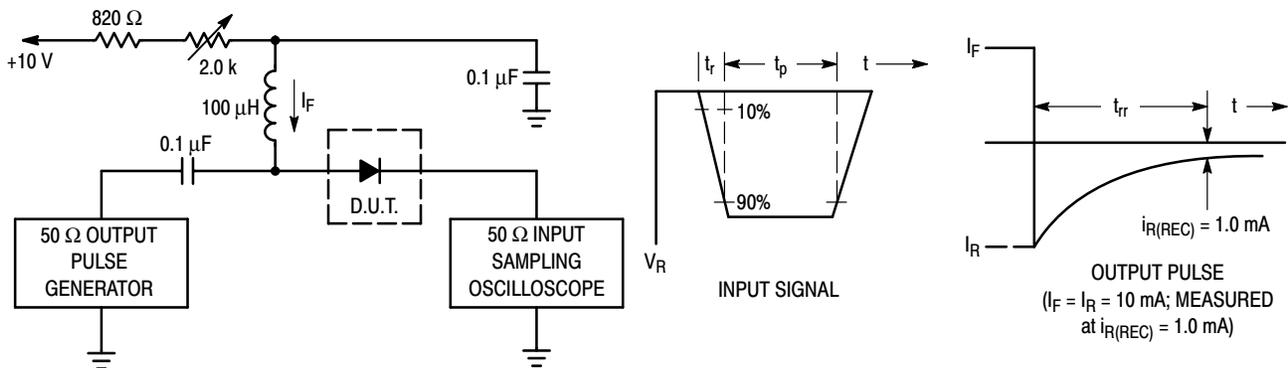 820 Ω
+10 V
2.0 k
0.1 μF
100 μH
I_F
0.1 μF
D.U.T.
50 Ω OUTPUT
PULSE
GENERATOR
50 Ω INPUT
SAMPLING
OSCILLOSCOPE
t_r
t_p
t
10%
90%
V_R
INPUT SIGNAL
I_F
t_rr
t
I_R
i_R(REC) = 1.0 mA
OUTPUT PULSE
(I_F = I_R = 10 mA; MEASURED
at i_R(REC) = 1.0 mA)